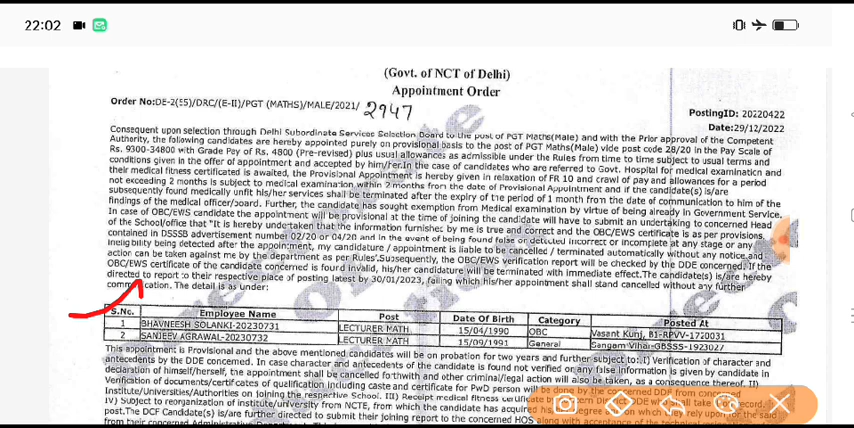 22:02
(Govt. of NCT of Delhi)
Appointment Order
Order No:DE-2(55)/DRC/(E-II)/PGT (MATHS)/MALE/2021/ 2947
PostingID: 20220422
Date:29/12/2022
Consequent upon selection through Delhi Subordinate Services Selection Board to the post of PGT Maths(Male) and with the Prior approval of the Competent
Authority, the following candidates are hereby appointed purely on provisional basis to the post of PGT Maths(Male) vide post code 28/20 in the Pay Scale of
Rs. 9300-34800 with Grade Pay of Rs. 4800 (Pre-revised) plus usual allowances as admissible under the Rules from time to time subject to usual terms and
conditions given in the offer of appointment and accepted by him/her.In the case of candidates who are referred to Govt. Hospital for medical examination and
their medical fitness certificated is awaited, the Provisional Appointment is hereby given in relaxation of FR 10 and crawl of pay and allowances for a period
not exceeding 2 months is subject to medical examination within 2 months from the date of Provisional Appointment and if the candidate(s) is/are
subsequently found medically unfit his/her services shall be terminated after the expiry of the period of 1 month from the date of communication to him of the
findings of the medical officer/board. Further, the candidate has sought exemption from Medical examination by virtue of being already in Government Service.
In case of OBC/EWS candidate the appointment will be provisional at the time of joining the candidate will have to submit an undertaking to concerned Head
of the School/office that "It is hereby undertaken that the information furnished by me is true and correct and the OBC/EWS certificate is as per provisions
contained in DSSSB advertisement number 02/20 or 04/20 and in the event of being found false or detected incorrect or incomplete at any stage or any
ineligibility being detected after the appointment, my candidature / appointment is liable to be cancelled / terminated automatically without any notice and
action can be taken against me by the department as per Rules'.Susseqently, the OBC/EWS verification report will be checked by the DDE concerned. If the
OBC/EWS certificate of the candidate concerned is found invalid, his/her candidature will be terminated with immediate effect.The candidate(s) is/are hereby
directed to report to their respective place of posting latest by 30/01/2023, failing which his/her appointment shall stand cancelled without any further
communication. The detail is as under:
S.No. Employee Name Post Date Of Birth Category Posted At
1 BHAVNEESH SOLANKI-20230731 LECTURER MATH 15/04/1990 OBC Vasant Kunj, B1-RPVV-1720031
2 SANJEEV AGRAWAL-20230732 LECTURER MATH 15/09/1991 General Sangam Vihar-GBSSS-1923027
This appointment is Provisional and the above mentioned candidates will be on probation for two years and further subject to: I) Verification of character and
antecedents by the DDE concerned. In case character and antecedents of the candidate is found not verified or any false information is given by candidate in
declaration of himself/herself, the appointment shall be cancelled forthwith and other criminal/legal action will also be taken, as a consequence thereof. II)
Verification of documents/certificates of qualification including caste and certificate for PwD person will be done by the concerned DDE from concerned
Institute/Universities/Authorities on joining the respective School. III) Receipt medical fitness certificate
IV) Subject to reorganization of institute/university from NCTE, from which the candidate has acquired his degree on which rely upon for the said
post.The DCF Candidate(s) is/are further directed to submit their joining report to the concerned HOS along with acceptance of the
from their concerned Administrative